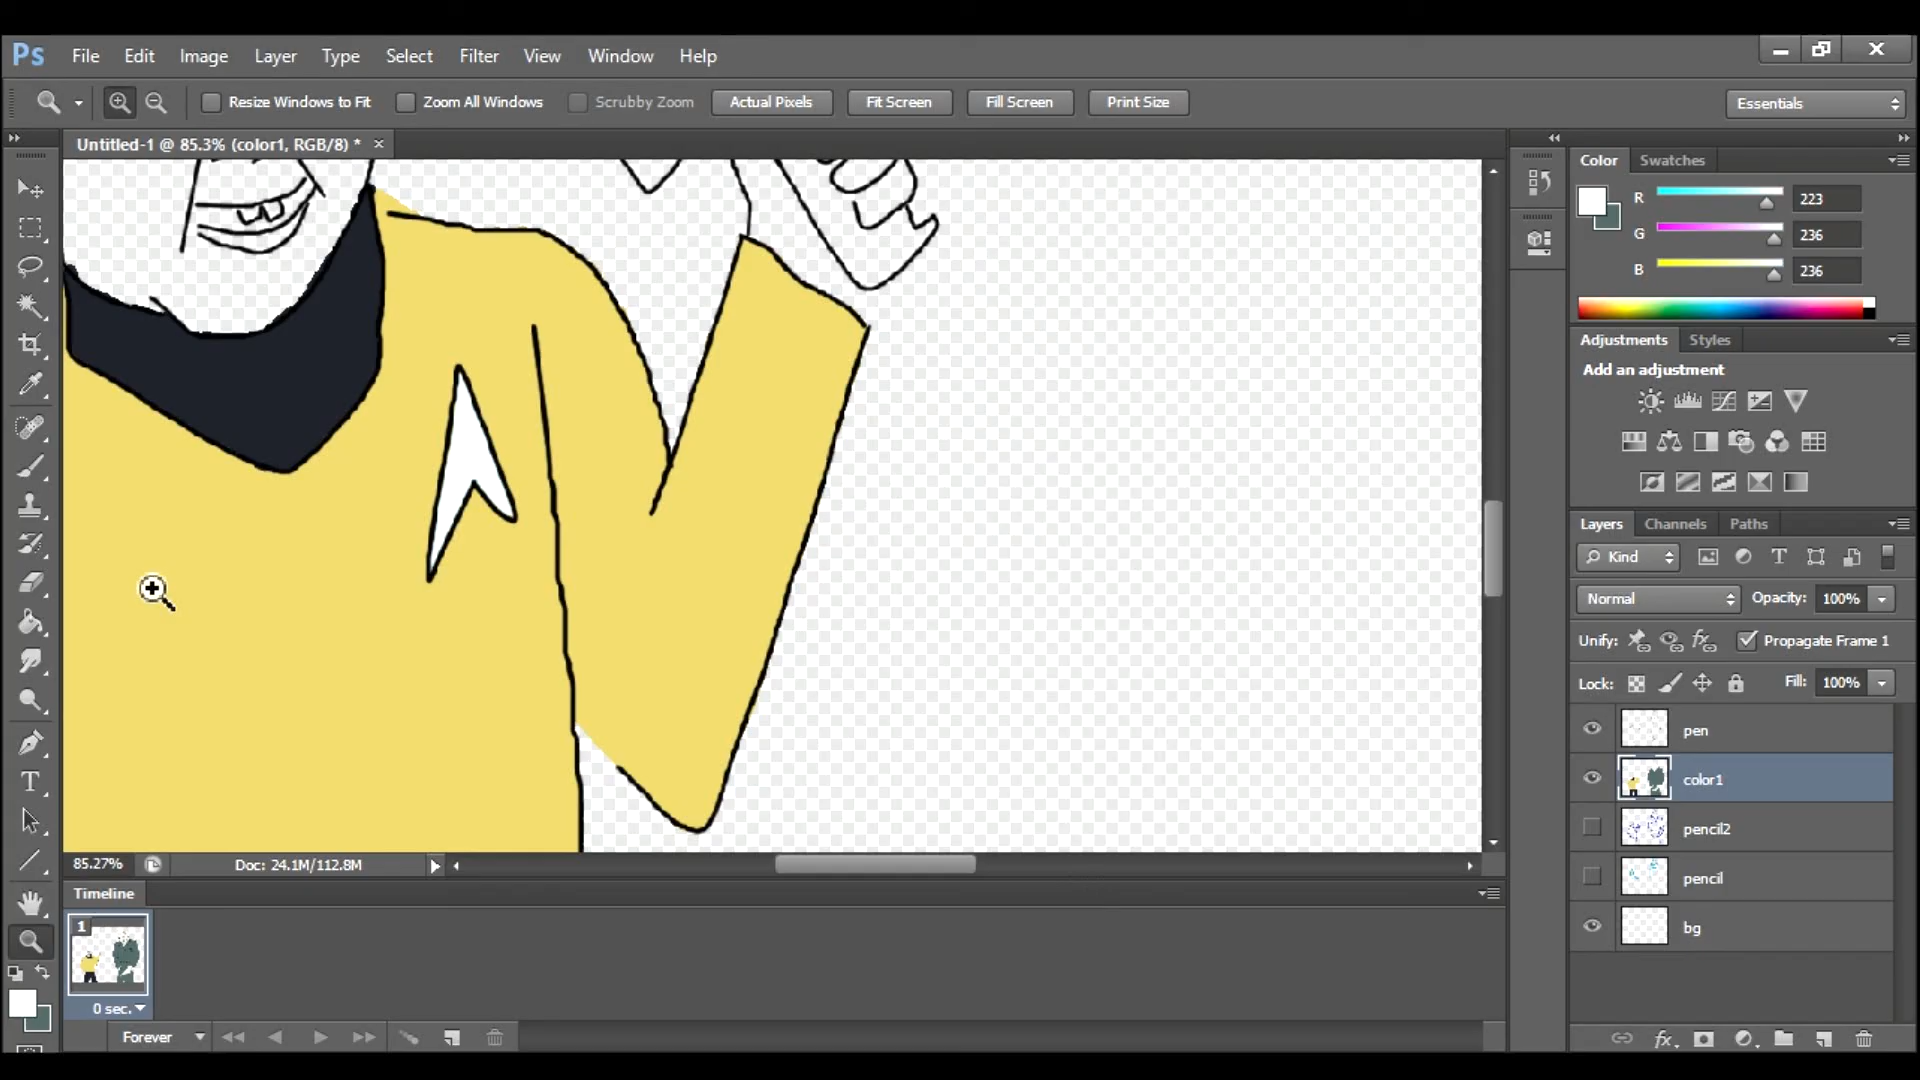 Ps File Edit Image Layer Type Select Filter View Window Help
Resize Windows to Fit Zoom All Windows Scrubby Zoom Actual Pixels Fit Screen Fill Screen Print Size Essentials
Untitled-1 @ 85.3% (color1, RGB/8) * ×
Color Swatches
R 223
G 236
B 236
Adjustments Styles
Add an adjustment
Layers Channels Paths
Kind
Normal Opacity: 100%
Unify: Propagate Frame 1
Lock: Fill: 100%
pen
color1
pencil2
pencil
bg
85.27% Doc: 24.1M/112.8M
Timeline
1
0 sec.
Forever
T
fx